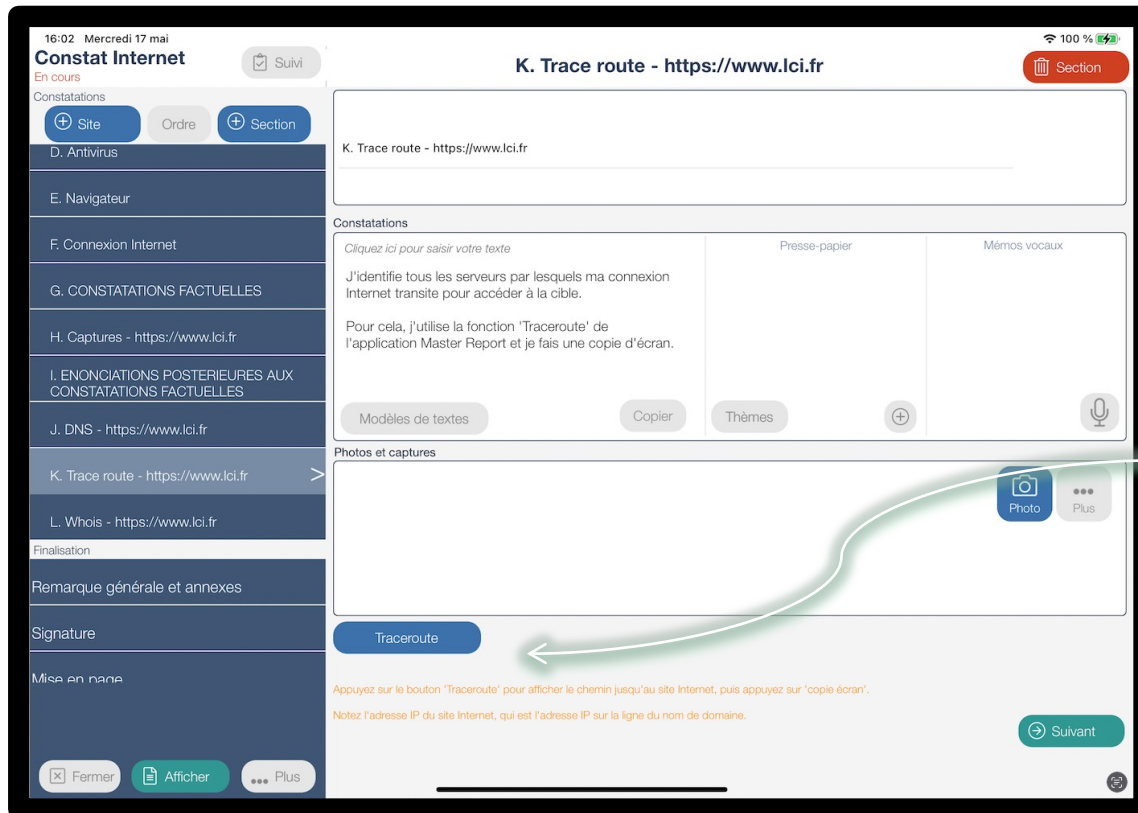 16:02 Mercredi 17 mai
100 %
Constat Internet
En cours
Suivi
K. Trace route - https://www.lci.fr
Section
Constatations
Site
Ordre
Section
D. Antivirus
E. Navigateur
F. Connexion Internet
G. CONSTATATIONS FACTUELLES
H. Captures - https://www.lci.fr
I. ENONCIATIONS POSTERIEURES AUX
CONSTATATIONS FACTUELLES
J. DNS - https://www.lci.fr
K. Trace route - https://www.lci.fr >
L. Whois - https://www.lci.fr
Finalisation
Remarque générale et annexes
Signature
Mise en page
Fermer
Afficher
Plus
K. Trace route - https://www.lci.fr
Constatations
Cliquez ici pour saisir votre texte
J'identifie tous les serveurs par lesquels ma connexion
Internet transite pour accéder à la cible.
Pour cela, j'utilise la fonction 'Traceroute' de
l'application Master Report et je fais une copie d'écran.
Modèles de textes
Copier
Presse-papier
Thèmes
Mémos vocaux
Photos et captures
Photo
Plus
Traceroute
Appuyez sur le bouton 'Traceroute' pour afficher le chemin jusqu'au site Internet, puis appuyez sur 'copie écran'.
Notez l'adresse IP du site Internet, qui est l'adresse IP sur la ligne du nom de domaine.
Suivant